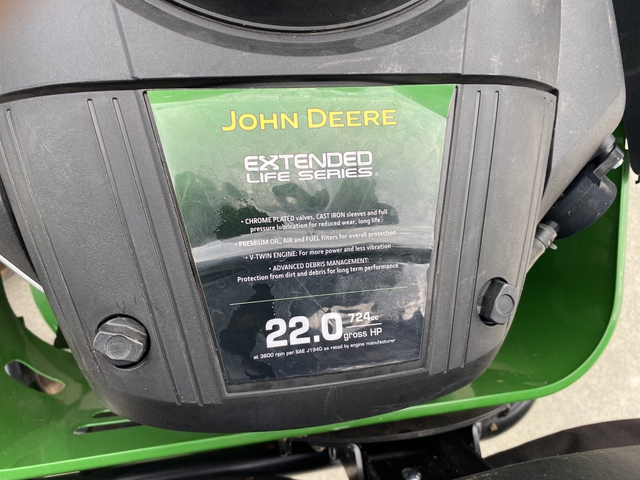 JOHN DEERE
EXTENDED
LIFE SERIES
• CHROME PLATED valves, CAST IRON sleeves and full
pressure lubrication for reduced wear, long life
• PREMIUM OIL, AIR and FUEL filters for overall protection
• V-TWIN ENGINE: For more power and less vibration
• ADVANCED DEBRIS MANAGEMENT:
Protection from dirt and debris for long term performance
22.0 724cc
gross HP
at 3600 rpm per SAE J1940 as rated by engine manufacturer